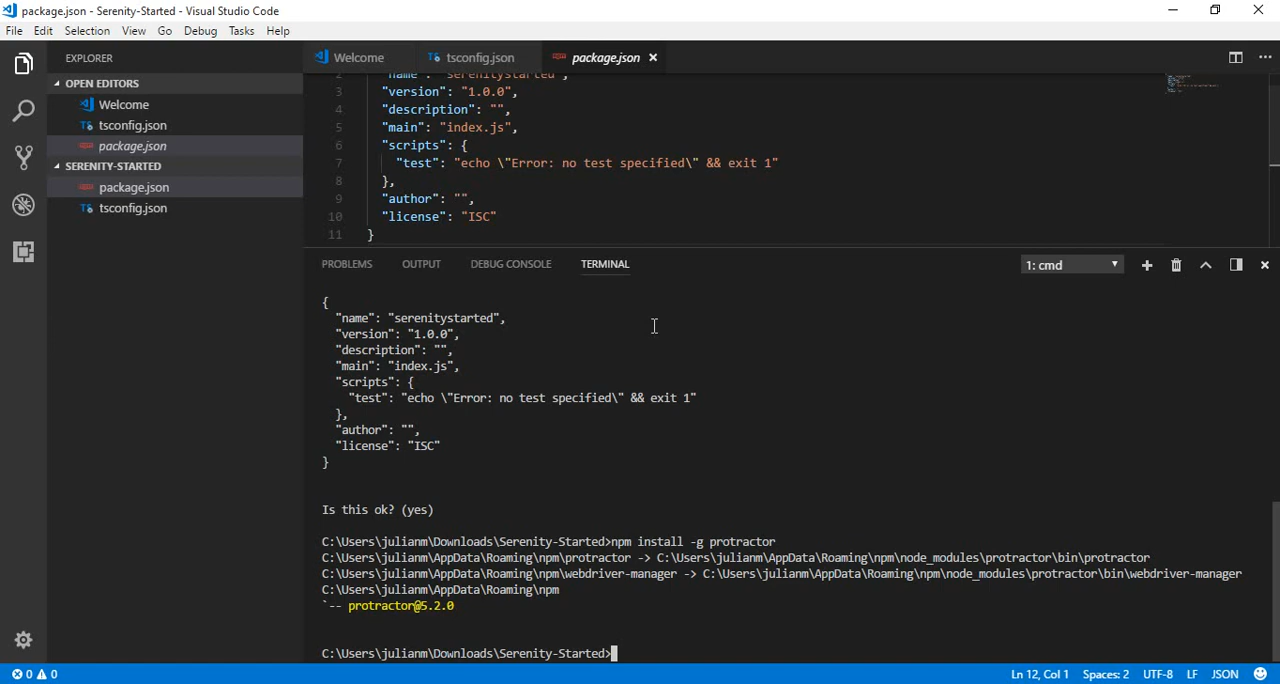 package.json - Serenity-Started - Visual Studio Code
File Edit Selection View Go Debug Tasks Help
EXPLORER
OPEN EDITORS
Welcome
tsconfig.json
package.json
SERENITY-STARTED
package.json
tsconfig.json
Welcome tsconfig.json package.json
2 "name": "serenitystarted",
3 "version": "1.0.0",
4 "description": "",
5 "main": "index.js",
6 "scripts": {
7 "test": "echo \"Error: no test specified\" && exit 1"
8 },
9 "author": "",
10 "license": "ISC"
11 }
PROBLEMS OUTPUT DEBUG CONSOLE TERMINAL 1: cmd
{
"name": "serenitystarted",
"version": "1.0.0",
"description": "",
"main": "index.js",
"scripts": {
"test": "echo \"Error: no test specified\" && exit 1"
},
"author": "",
"license": "ISC"
}
Is this ok? (yes)
C:\Users\julianm\Downloads\Serenity-Started>npm install -g protractor
C:\Users\julianm\AppData\Roaming\npm\protractor -> C:\Users\julianm\AppData\Roaming\npm\node_modules\protractor\bin\protractor
C:\Users\julianm\AppData\Roaming\npm\webdriver-manager -> C:\Users\julianm\AppData\Roaming\npm\node_modules\protractor\bin\webdriver-manager
C:\Users\julianm\AppData\Roaming\npm
`-- protractor@5.2.0
C:\Users\julianm\Downloads\Serenity-Started>
0 0 Ln 12, Col 1 Spaces: 2 UTF-8 LF JSON